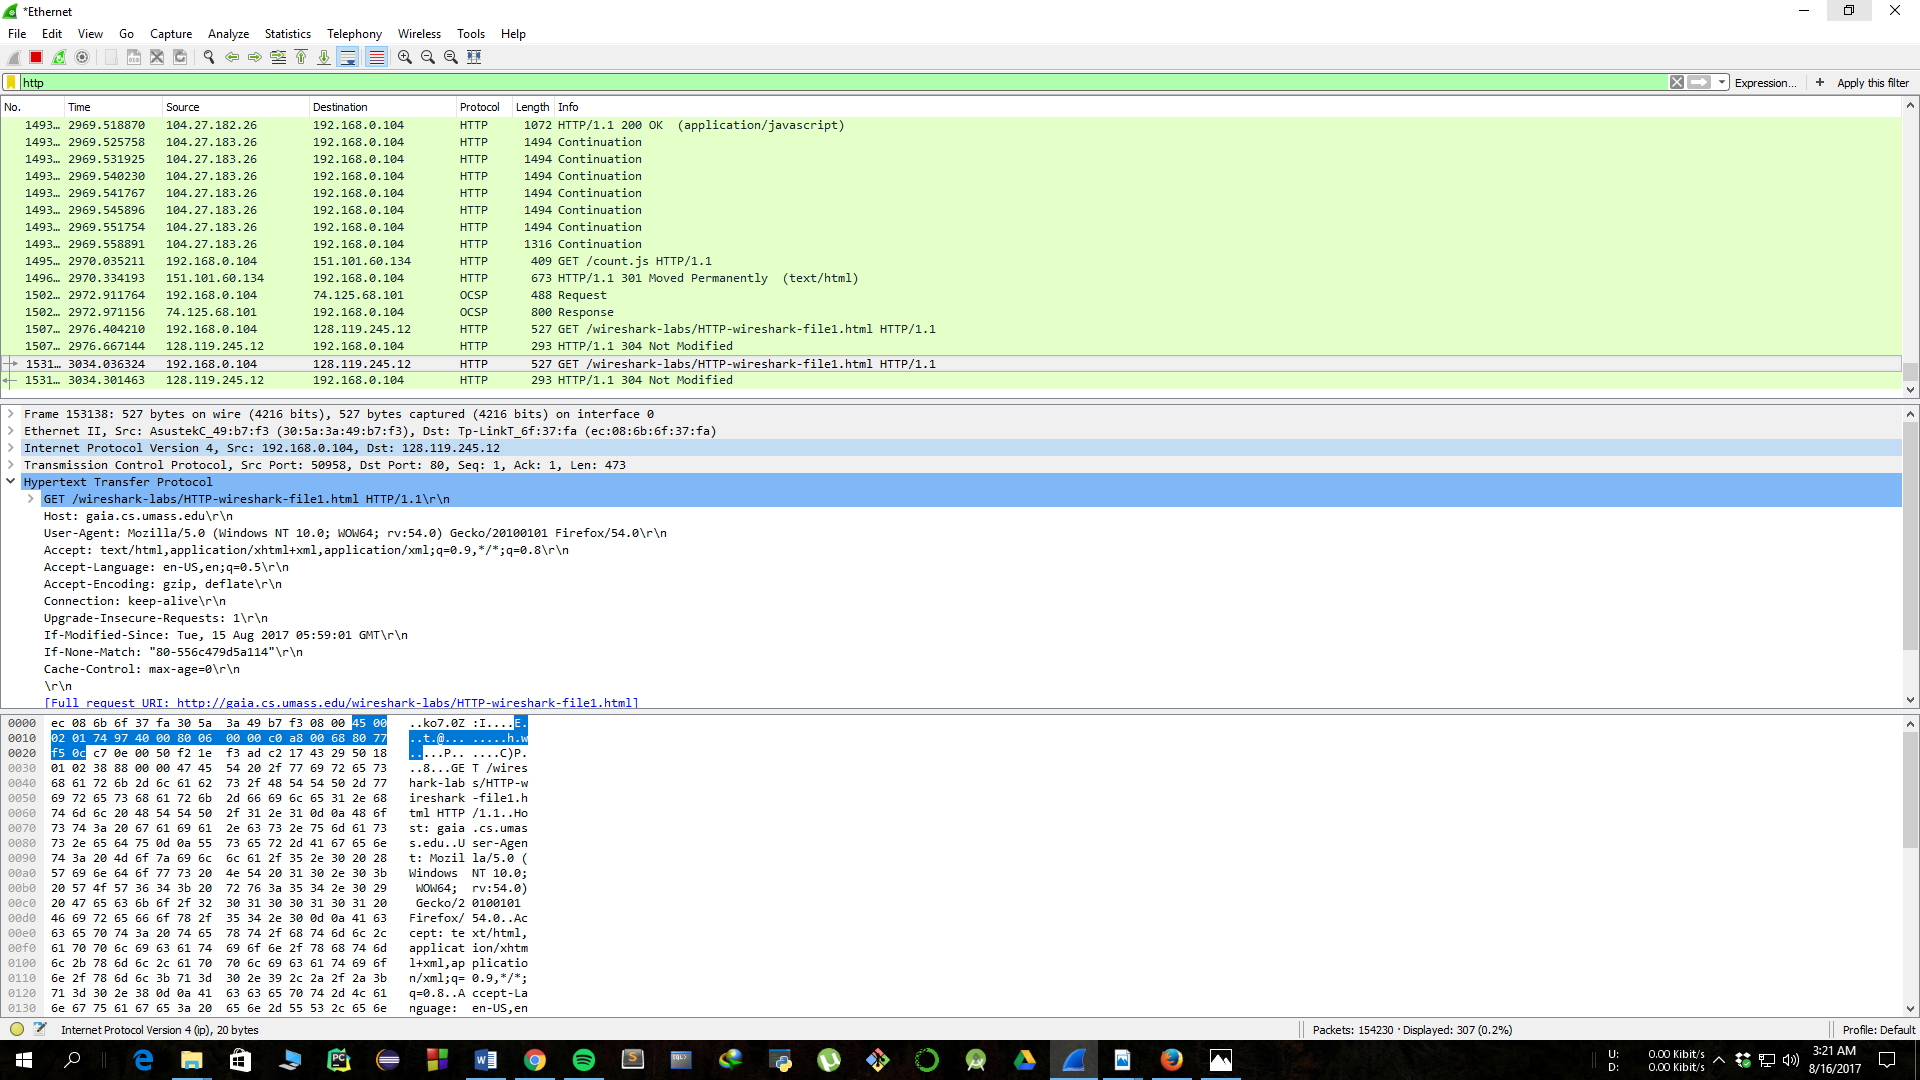 *Ethernet
File Edit View Go Capture Analyze Statistics Telephony Wireless Tools Help
http Expression... + Apply this filter
No. Time Source Destination Protocol Length Info
1493… 2969.518870 104.27.182.26 192.168.0.104 HTTP 1072 HTTP/1.1 200 OK (application/javascript)
1493… 2969.525758 104.27.183.26 192.168.0.104 HTTP 1494 Continuation
1493… 2969.531925 104.27.183.26 192.168.0.104 HTTP 1494 Continuation
1493… 2969.540230 104.27.183.26 192.168.0.104 HTTP 1494 Continuation
1493… 2969.541767 104.27.183.26 192.168.0.104 HTTP 1494 Continuation
1493… 2969.545896 104.27.183.26 192.168.0.104 HTTP 1494 Continuation
1493… 2969.551754 104.27.183.26 192.168.0.104 HTTP 1494 Continuation
1493… 2969.558891 104.27.183.26 192.168.0.104 HTTP 1316 Continuation
1495… 2970.035211 192.168.0.104 151.101.60.134 HTTP 409 GET /count.js HTTP/1.1
1496… 2970.334193 151.101.60.134 192.168.0.104 HTTP 673 HTTP/1.1 301 Moved Permanently (text/html)
1502… 2972.911764 192.168.0.104 74.125.68.101 OCSP 488 Request
1502… 2972.971156 74.125.68.101 192.168.0.104 OCSP 800 Response
1507… 2976.404210 192.168.0.104 128.119.245.12 HTTP 527 GET /wireshark-labs/HTTP-wireshark-file1.html HTTP/1.1
1507… 2976.667144 128.119.245.12 192.168.0.104 HTTP 293 HTTP/1.1 304 Not Modified
1531… 3034.036324 192.168.0.104 128.119.245.12 HTTP 527 GET /wireshark-labs/HTTP-wireshark-file1.html HTTP/1.1
1531… 3034.301463 128.119.245.12 192.168.0.104 HTTP 293 HTTP/1.1 304 Not Modified
Frame 153138: 527 bytes on wire (4216 bits), 527 bytes captured (4216 bits) on interface 0
Ethernet II, Src: AsustekC_49:b7:f3 (30:5a:3a:49:b7:f3), Dst: Tp-LinkT_6f:37:fa (ec:08:6b:6f:37:fa)
Internet Protocol Version 4, Src: 192.168.0.104, Dst: 128.119.245.12
Transmission Control Protocol, Src Port: 50958, Dst Port: 80, Seq: 1, Ack: 1, Len: 473
Hypertext Transfer Protocol
GET /wireshark-labs/HTTP-wireshark-file1.html HTTP/1.1\r\n
Host: gaia.cs.umass.edu\r\n
User-Agent: Mozilla/5.0 (Windows NT 10.0; WOW64; rv:54.0) Gecko/20100101 Firefox/54.0\r\n
Accept: text/html,application/xhtml+xml,application/xml;q=0.9,*/*;q=0.8\r\n
Accept-Language: en-US,en;q=0.5\r\n
Accept-Encoding: gzip, deflate\r\n
Connection: keep-alive\r\n
Upgrade-Insecure-Requests: 1\r\n
If-Modified-Since: Tue, 15 Aug 2017 05:59:01 GMT\r\n
If-None-Match: "80-556c479d5a114"\r\n
Cache-Control: max-age=0\r\n
\r\n
[Full request URI: http://gaia.cs.umass.edu/wireshark-labs/HTTP-wireshark-file1.html]
0000 ec 08 6b 6f 37 fa 30 5a 3a 49 b7 f3 08 00 45 00 ..ko7.0Z :I....E.
0010 02 01 74 97 40 00 80 06 00 00 c0 a8 00 68 80 77 ..t.@... .....h.w
0020 f5 0c c7 0e 00 50 f2 1e f3 ad c2 17 43 29 50 18 .....P.. ....C)P.
0030 01 02 38 88 00 00 47 45 54 20 2f 77 69 72 65 73 ..8...GE T /wires
0040 68 61 72 6b 2d 6c 61 62 73 2f 48 54 54 50 2d 77 hark-lab s/HTTP-w
0050 69 72 65 73 68 61 72 6b 2d 66 69 6c 65 31 2e 68 ireshark -file1.h
0060 74 6d 6c 20 48 54 54 50 2f 31 2e 31 0d 0a 48 6f tml HTTP /1.1..Ho
0070 73 74 3a 20 67 61 69 61 2e 63 73 2e 75 6d 61 73 st: gaia .cs.umas
0080 73 2e 65 64 75 0d 0a 55 73 65 72 2d 41 67 65 6e s.edu..U ser-Agen
0090 74 3a 20 4d 6f 7a 69 6c 6c 61 2f 35 2e 30 20 28 t: Mozil la/5.0 (
00a0 57 69 6e 64 6f 77 73 20 4e 54 20 31 30 2e 30 3b Windows  NT 10.0;
00b0 20 57 4f 57 36 34 3b 20 72 76 3a 35 34 2e 30 29  WOW64;  rv:54.0)
00c0 20 47 65 63 6b 6f 2f 32 30 31 30 30 31 30 31 20  Gecko/2 0100101
00d0 46 69 72 65 66 6f 78 2f 35 34 2e 30 0d 0a 41 63 Firefox/ 54.0..Ac
00e0 63 65 70 74 3a 20 74 65 78 74 2f 68 74 6d 6c 2c cept: te xt/html,
00f0 61 70 70 6c 69 63 61 74 69 6f 6e 2f 78 68 74 6d applicat ion/xhtm
0100 6c 2b 78 6d 6c 2c 61 70 70 6c 69 63 61 74 69 6f l+xml,ap plicatio
0110 6e 2f 78 6d 6c 3b 71 3d 30 2e 39 2c 2a 2f 2a 3b n/xml;q= 0.9,*/*;
0120 71 3d 30 2e 38 0d 0a 41 63 63 65 70 74 2d 4c 61 q=0.8..A ccept-La
0130 6e 67 75 61 67 65 3a 20 65 6e 2d 55 53 2c 65 6e nguage:  en-US,en
Internet Protocol Version 4 (ip), 20 bytes Packets: 154230 · Displayed: 307 (0.2%) Profile: Default
U: 0.00 Kibit/s
D: 0.00 Kibit/s
3:21 AM
8/16/2017